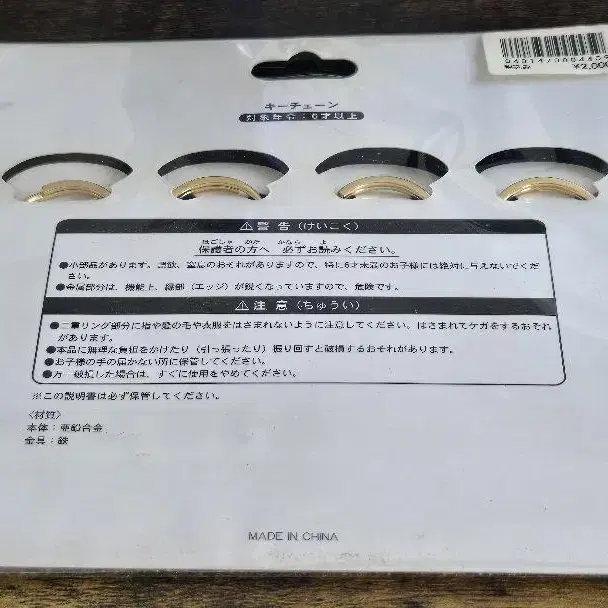 キーチェーン
対象年令：6才以上
⚠警告（けいこく）
保護者の方へ 必ずお読みください。
●小部品があります。誤飲、窒息のおそれがありますので、特に6才未満のお子様には絶対に与えないでくだ
さい。
●金属部分は、機能上、縁部（エッジ）が鋭くなっていますので、危険です。
⚠注意（ちゅうい）
●二重リング部分に指や髪の毛や衣服をはさまれないように注意してください。はさまれてケガをするおそれ
があります。
●本品に無理な負担をかけたり（引っ張ったり）振り回すと破損するおそれがあります。
●お子様の手の届かない所に保管してください。
●万一破損した場合は、すぐに使用をやめてください。
※この説明書は必ず保管してください。
〈材質〉
本体：亜鉛合金
金具：鉄
MADE IN CHINA